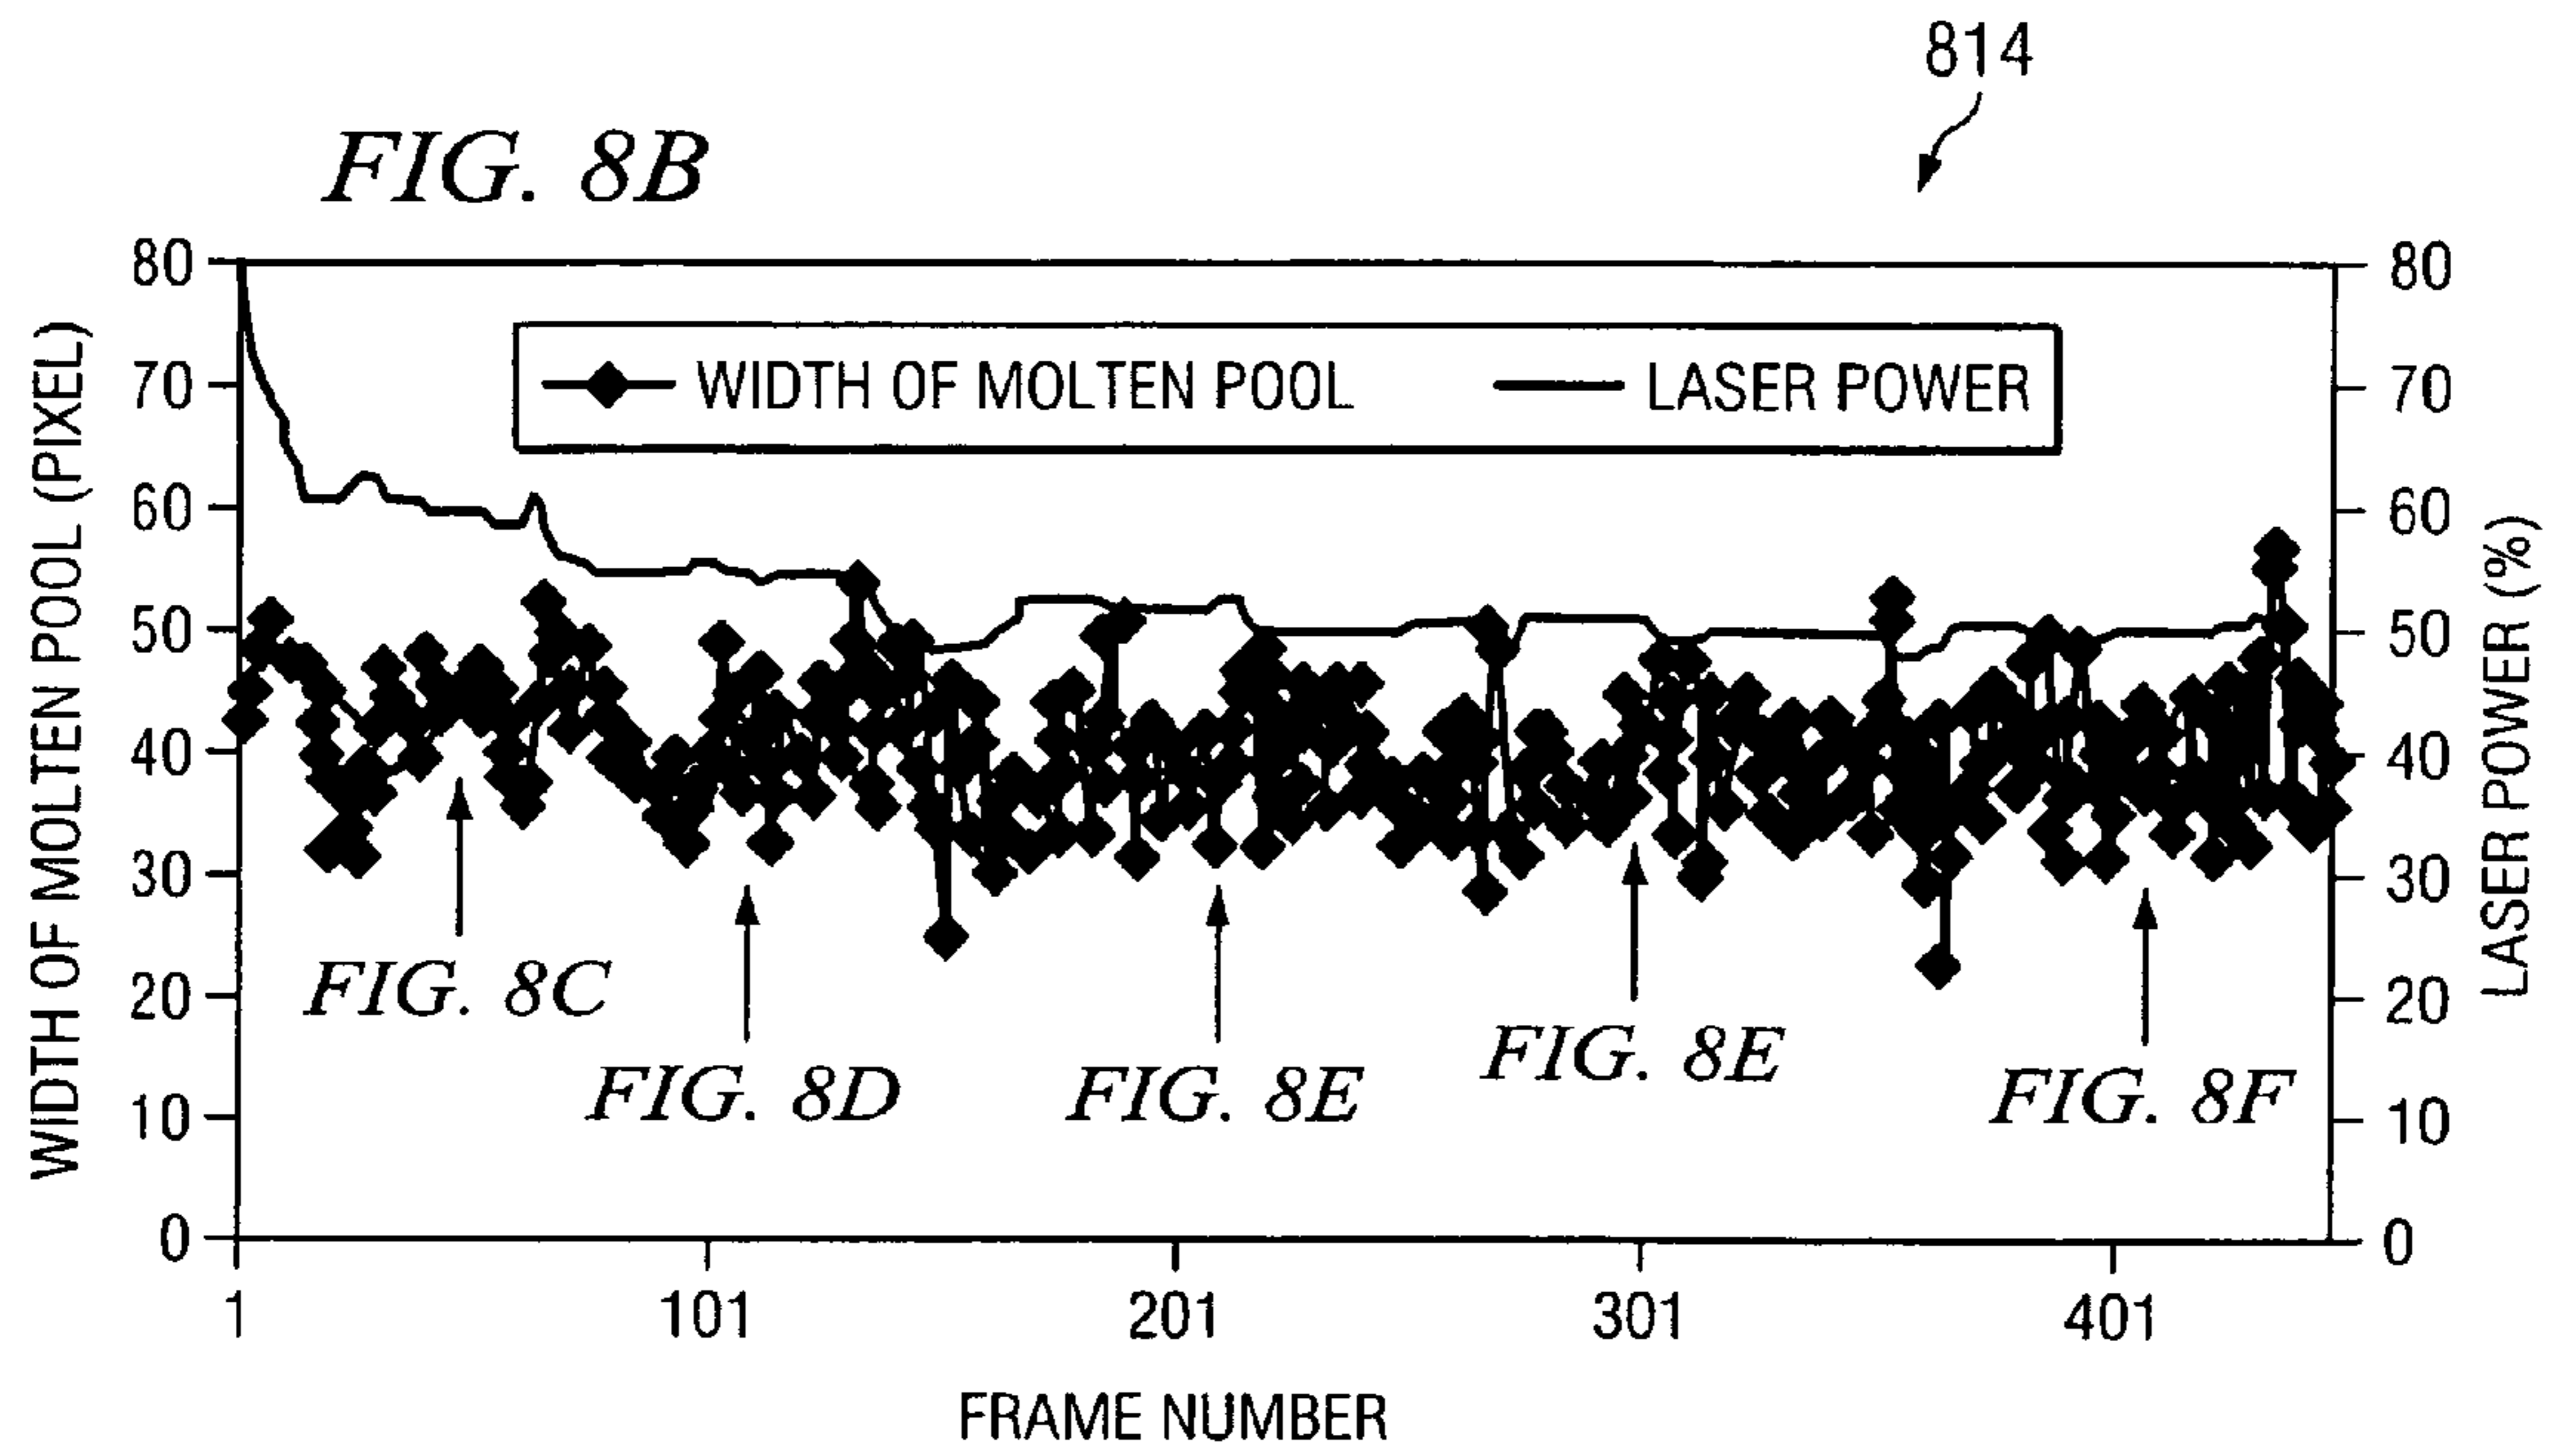 814
FIG. 8B
WIDTH OF MOLTEN POOL (PIXEL)
80
70
60
50
40
30
20
10
0
WIDTH OF MOLTEN POOL
LASER POWER
80
70
60
50
40
30
20
10
0
LASER POWER (%)
FIG. 8C
FIG. 8D
FIG. 8E
FIG. 8E
FIG. 8F
1
101
201
301
401
FRAME NUMBER